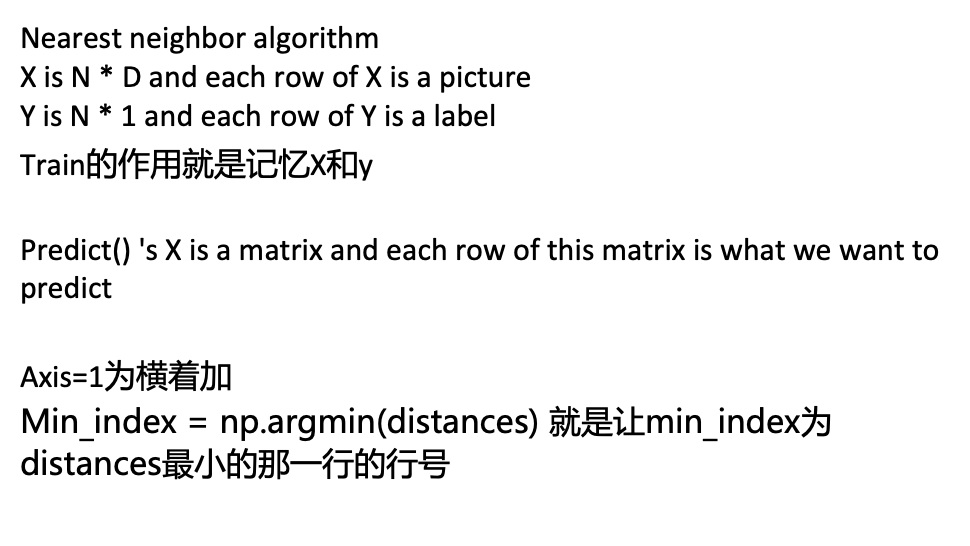 Nearest neighbor algorithm
X is N * D and each row of X is a picture
Y is N * 1 and each row of Y is a label
Train的作用就是记忆X和y
Predict() 's X is a matrix and each row of this matrix is what we want to
predict
Axis=1为横着加
Min_index = np.argmin(distances) 就是让min_index为
distances最小的那一行的行号